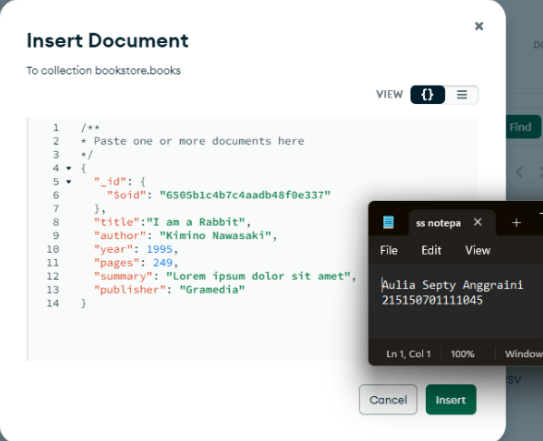 Insert Document
To collection bookstore.books
VIEW {}
1 /**
2 * Paste one or more documents here
3 */
4 {
5 "_id": {
6 "$oid": "6505b1c4b7c4aadb48f0e337"
7 },
8 "title":"I am a Rabbit",
9 "author": "Kimino Nawasaki",
10 "year": 1995,
11 "pages": 249,
12 "summary": "Lorem ipsum dolor sit amet",
13 "publisher": "Gramedia"
14 }
Cancel Insert
Find
ss notepa
File Edit View
Aulia Septy Anggraini
215150701111045
Ln 1, Col 1 100% Window